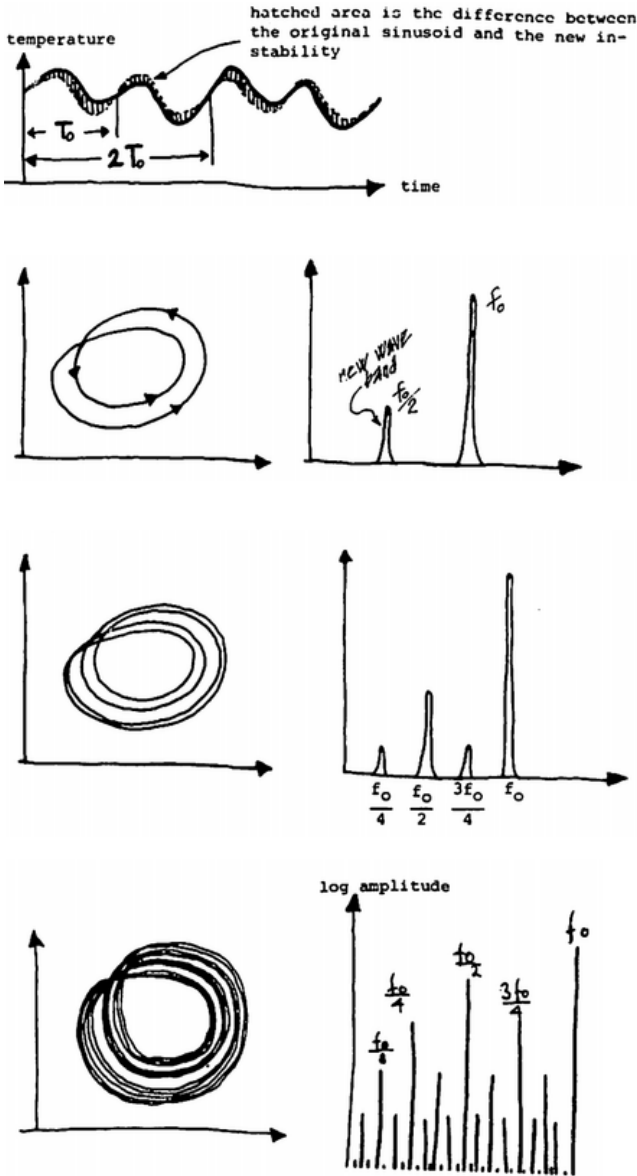 hatched area is the difference between
the original sinusoid and the new in-
stability
temperature
T₀
2T₀
time
f₀
new wave
band
f₀/2
f₀/4
f₀/2
3f₀/4
f₀
log amplitude
f₀
f₀/2
f₀/4
3f₀/4
f₀/8